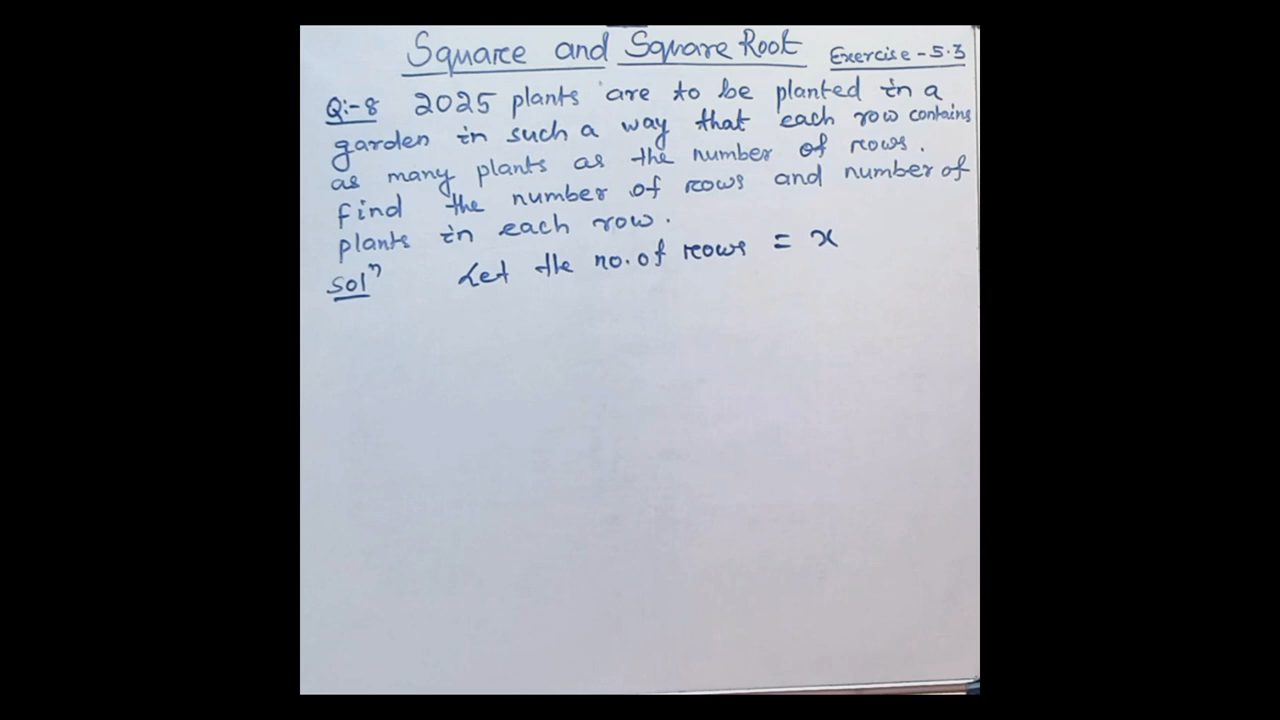 Square and Square Root Exercise - 5.3
Q:-8 2025 plants are to be planted in a
garden in such a way that each row contains
as many plants as the number of rows.
find the number of rows and number of
plants in each row.
Solⁿ Let the no. of rows = x